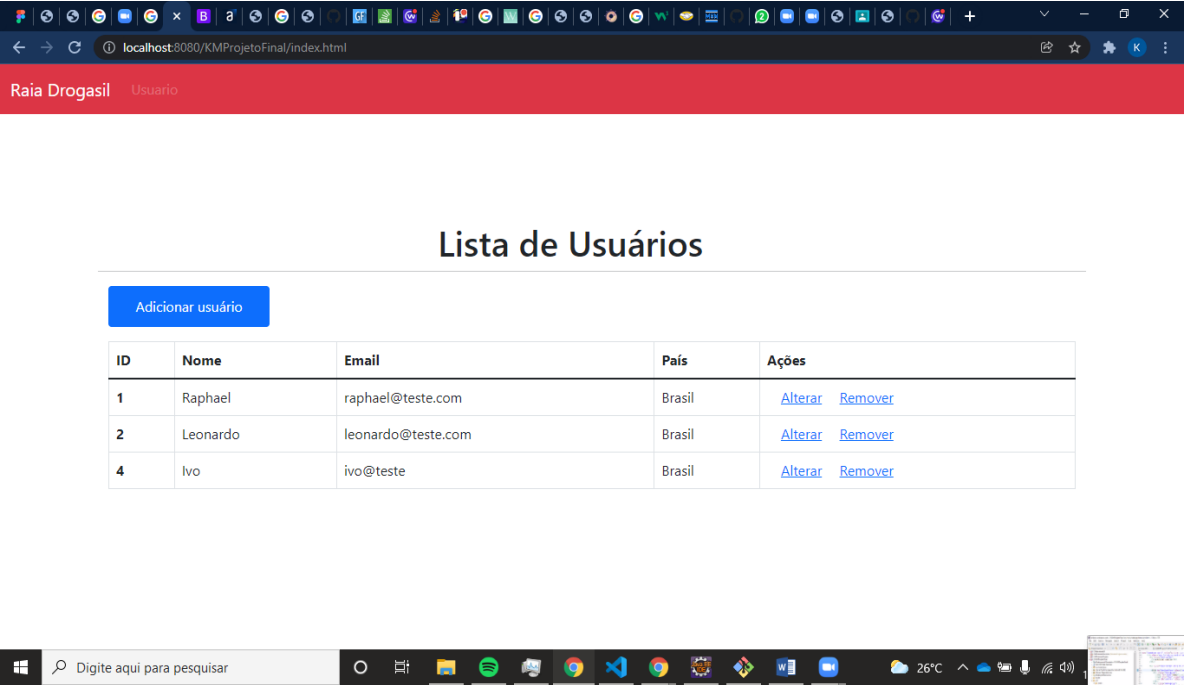 localhost:8080/KMProjetoFinal/index.html
K
Raia Drogasil Usuario
Lista de Usuários
Adicionar usuário
ID Nome Email País Ações
1 Raphael raphael@teste.com Brasil Alterar Remover
2 Leonardo leonardo@teste.com Brasil Alterar Remover
4 Ivo ivo@teste Brasil Alterar Remover
Digite aqui para pesquisar
26°C